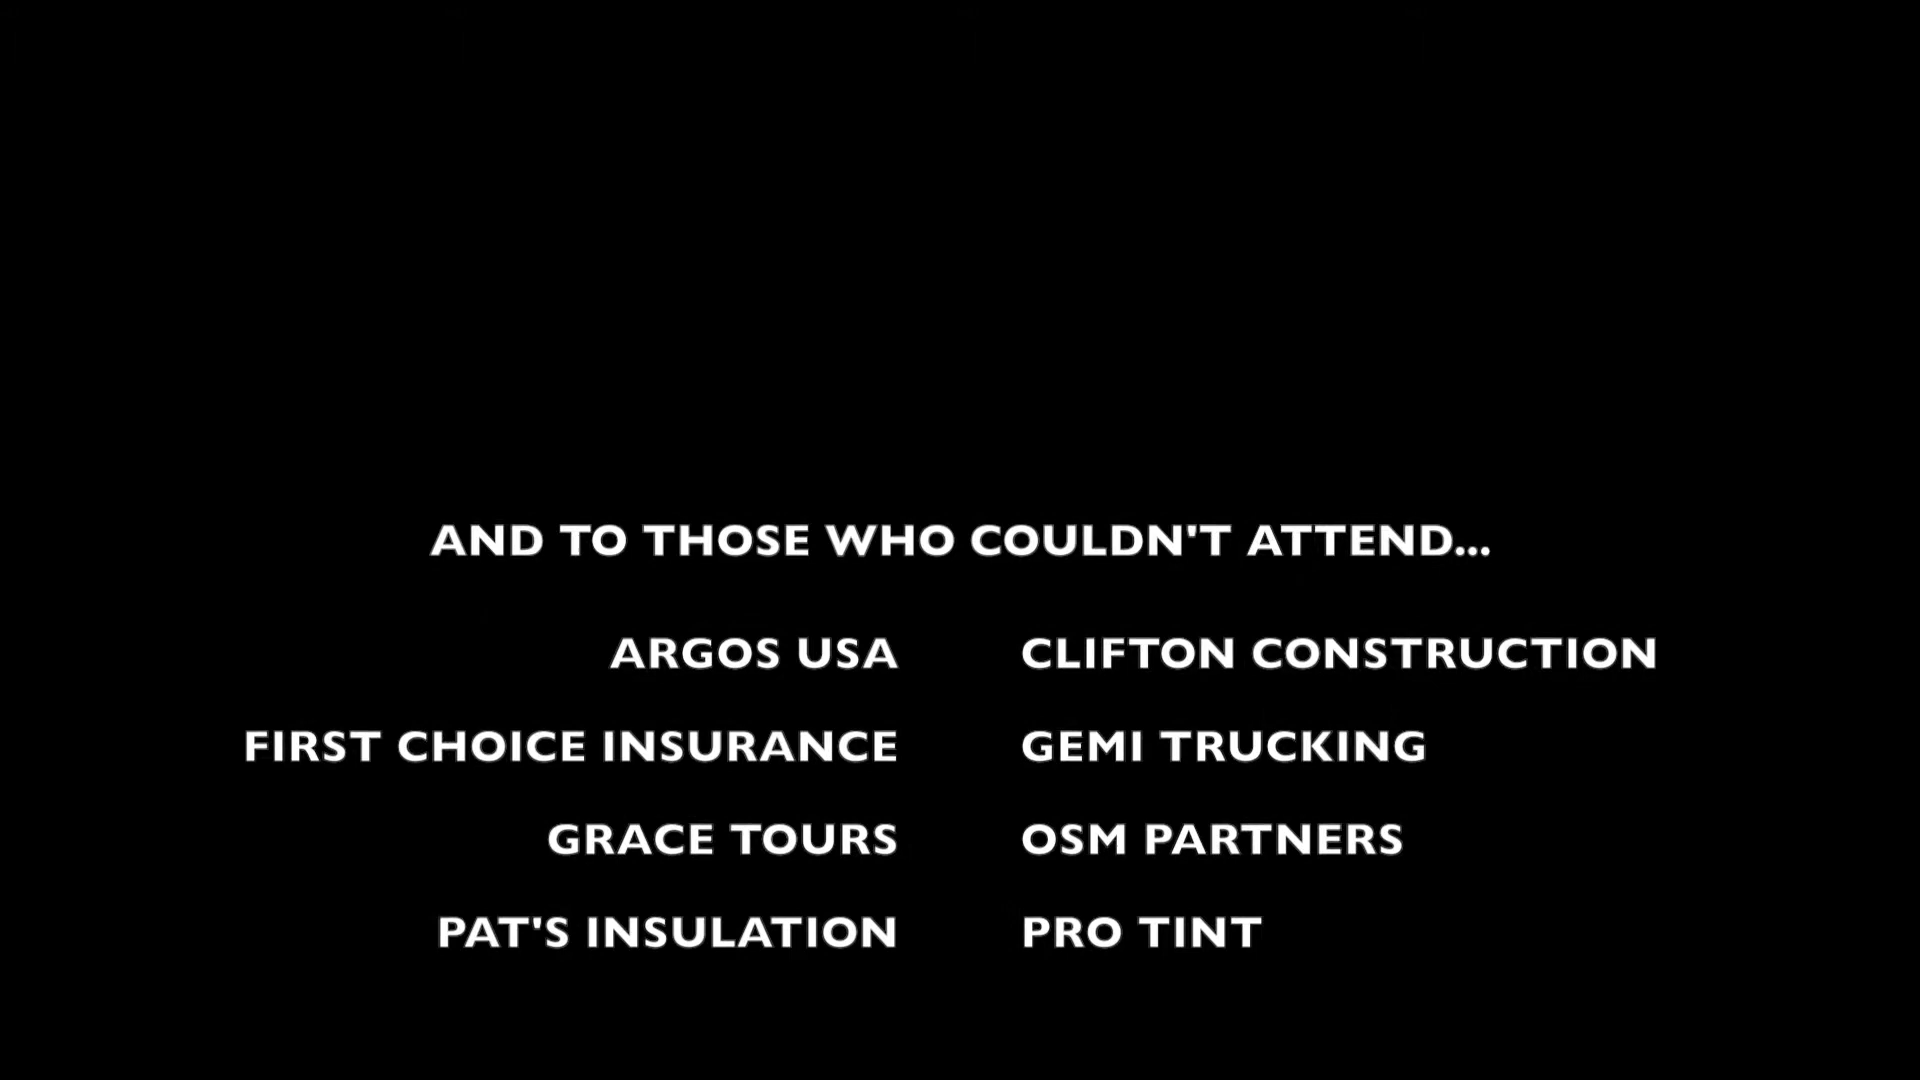 AND TO THOSE WHO COULDN'T ATTEND...
ARGOS USA CLIFTON CONSTRUCTION
FIRST CHOICE INSURANCE GEMI TRUCKING
GRACE TOURS OSM PARTNERS
PAT'S INSULATION PRO TINT